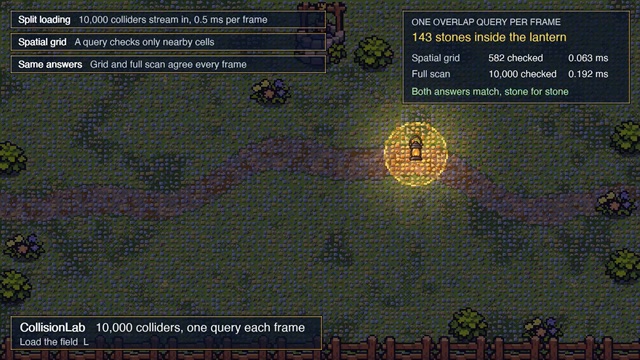 Split loading 10,000 colliders stream in, 0.5 ms per frame
Spatial grid A query checks only nearby cells
Same answers Grid and full scan agree every frame
ONE OVERLAP QUERY PER FRAME
143 stones inside the lantern
Spatial grid 582 checked 0.063 ms
Full scan 10,000 checked 0.192 ms
Both answers match, stone for stone
CollisionLab 10,000 colliders, one query each frame
Load the field L